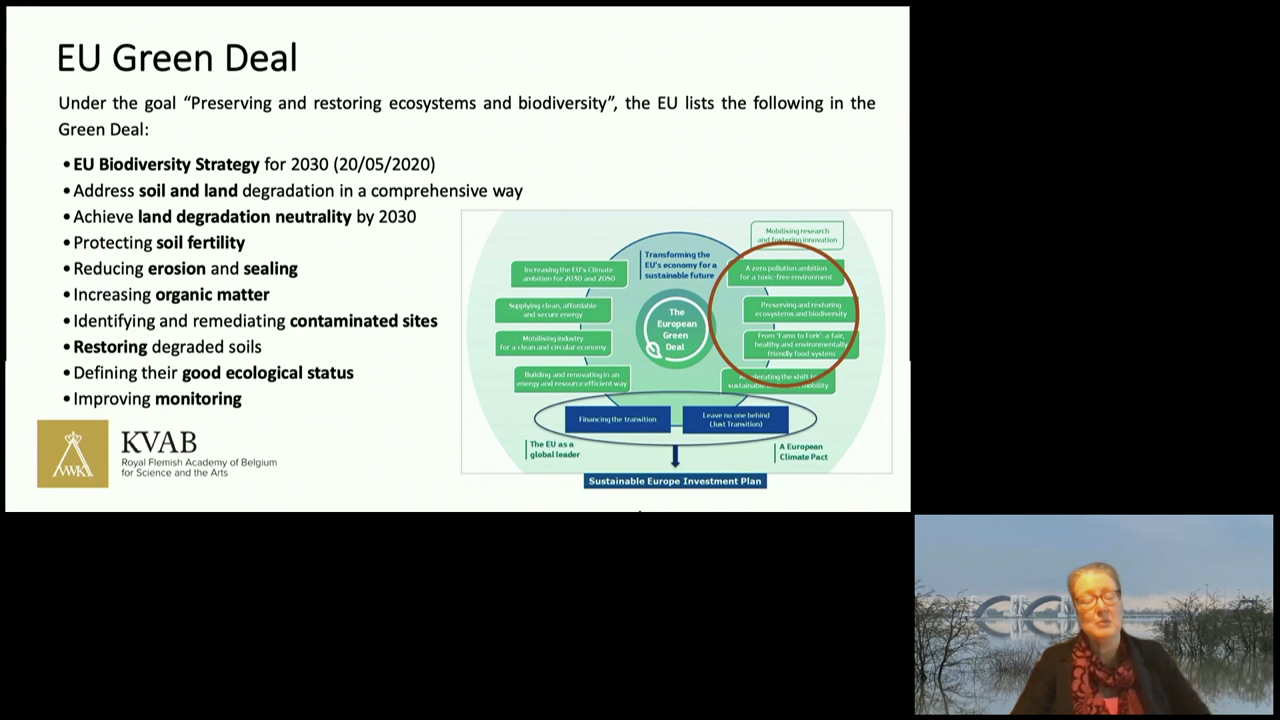 EU Green Deal
Under the goal “Preserving and restoring ecosystems and biodiversity”, the EU lists the following in the
Green Deal:
•EU Biodiversity Strategy for 2030 (20/05/2020)
•Address soil and land degradation in a comprehensive way
•Achieve land degradation neutrality by 2030
•Protecting soil fertility
•Reducing erosion and sealing
•Increasing organic matter
•Identifying and remediating contaminated sites
•Restoring degraded soils
•Defining their good ecological status
•Improving monitoring
KVAB
Royal Flemish Academy of Belgium
for Science and the Arts
Mobilising research
and fostering innovation
Transforming the
EU's economy for a
sustainable future
Increasing the EU's Climate
ambition for 2030 and 2050
A zero pollution ambition
for a toxic-free environment
Supplying clean, affordable
and secure energy
Preserving and restoring
ecosystems and biodiversity
The
European
Green
Deal
Mobilising industry
for a clean and circular economy
From 'Farm to Fork': a fair,
healthy and environmentally
friendly food system
Building and renovating in an
energy and resource efficient way
the shift
mobility
Financing the transition
Leave no one behind
(Just Transition)
The EU as a
global leader
A European
Climate Pact
Sustainable Europe Investment Plan